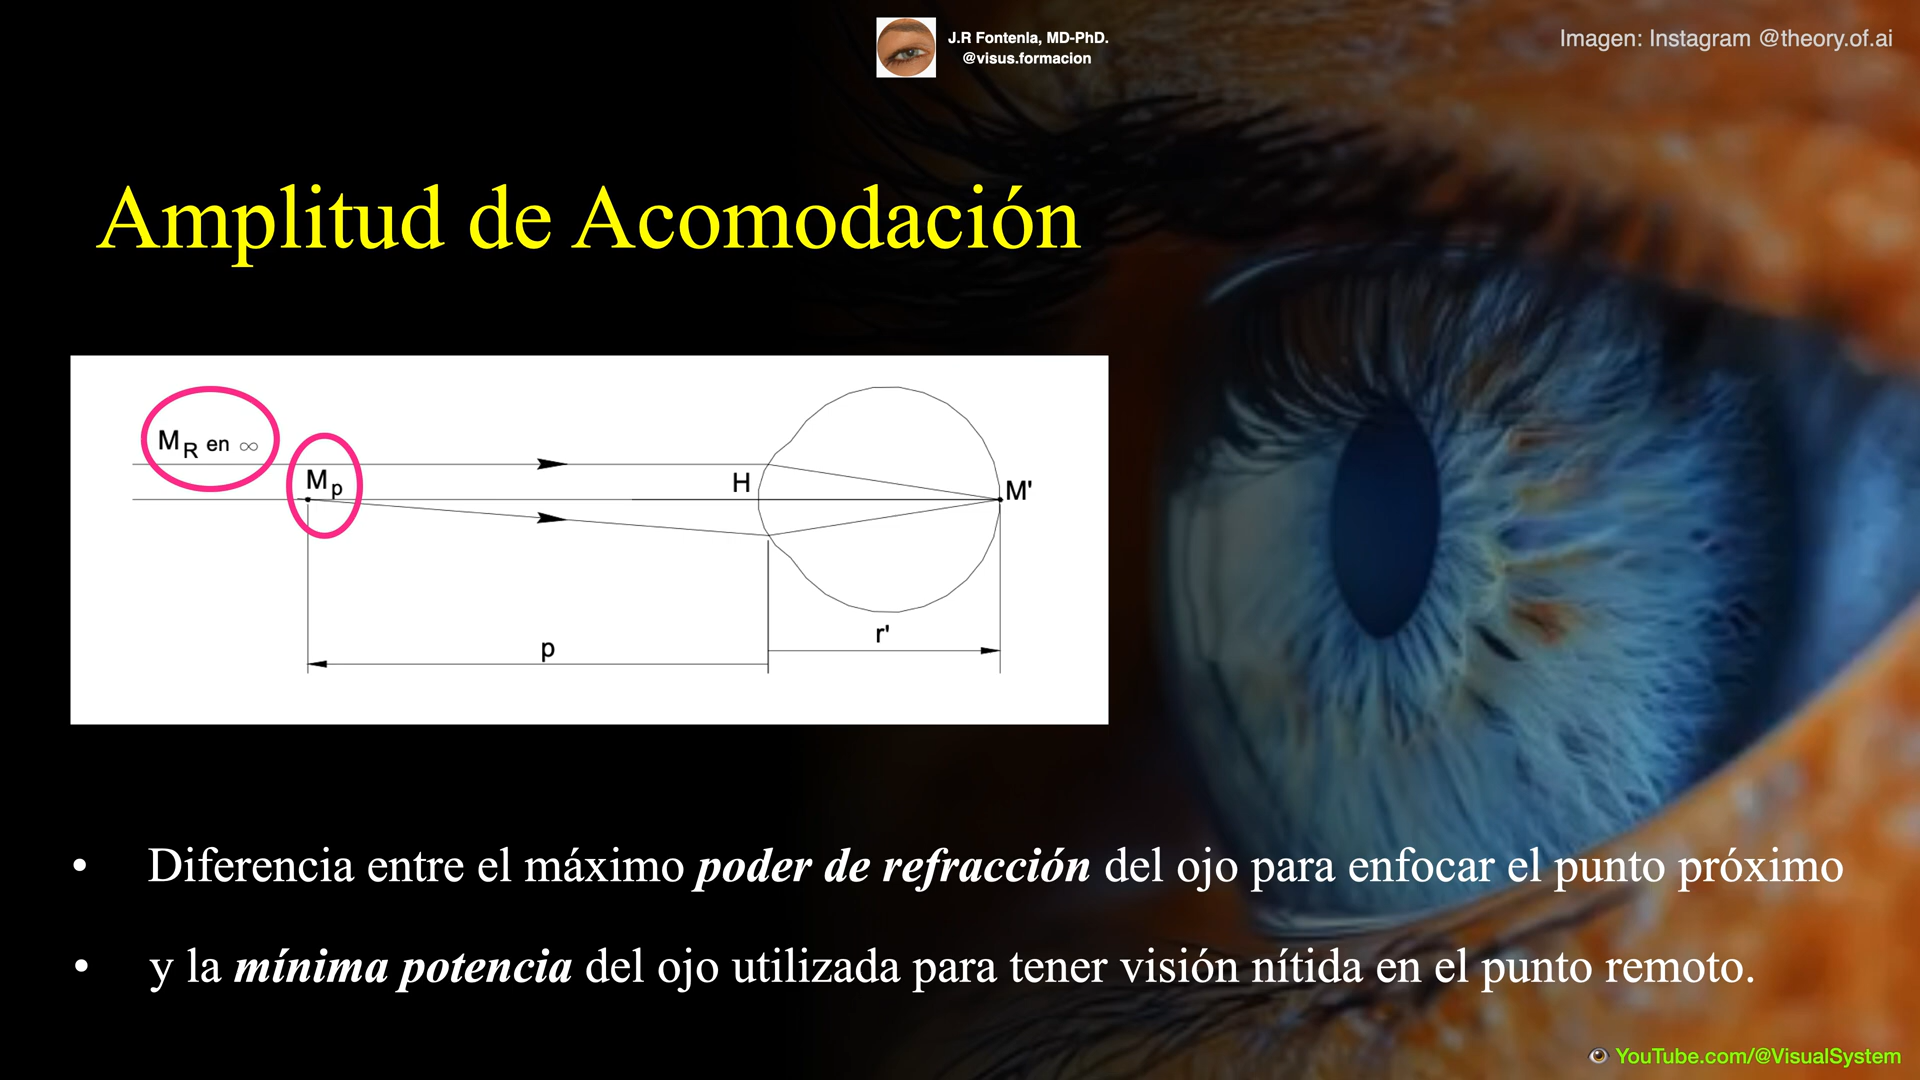 J.R Fontenla, MD-PhD.
@visus.formacion
Imagen: Instagram @theory.of.ai
Amplitud de Acomodación
M_R en ∞
M_p
H
M'
p
r'
• Diferencia entre el máximo poder de refracción del ojo para enfocar el punto próximo
• y la mínima potencia del ojo utilizada para tener visión nítida en el punto remoto.
YouTube.com/@VisualSystem